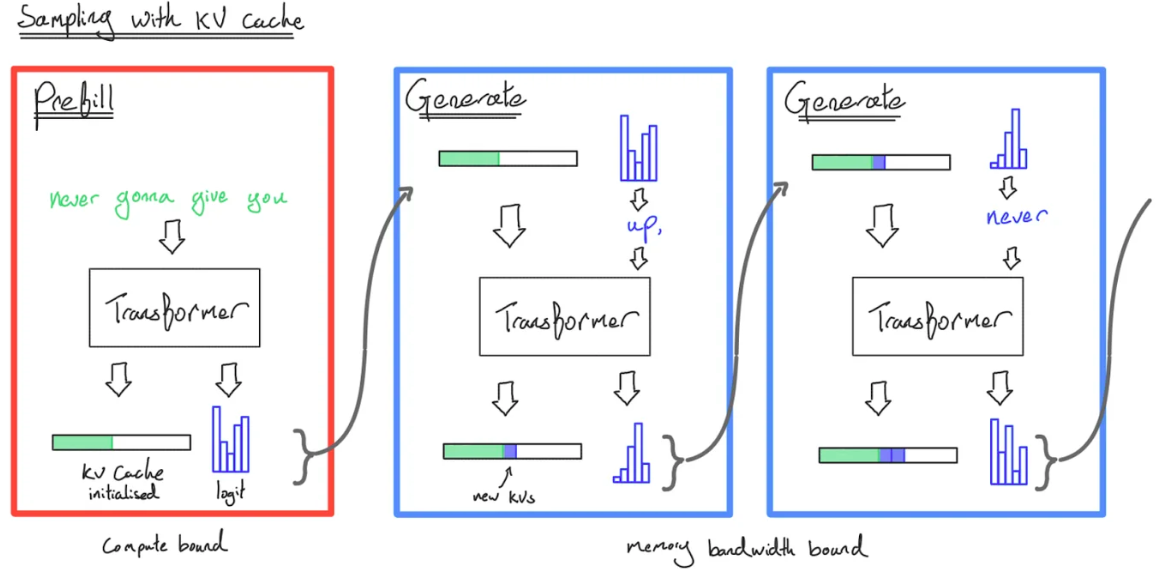 Sampling with KV Cache
Prefill
never gonna give you
Transformer
KV Cache
initialised
logit
Compute bound
Generate
up,
Transformer
new KVs
Generate
never
Transformer
memory bandwidth bound